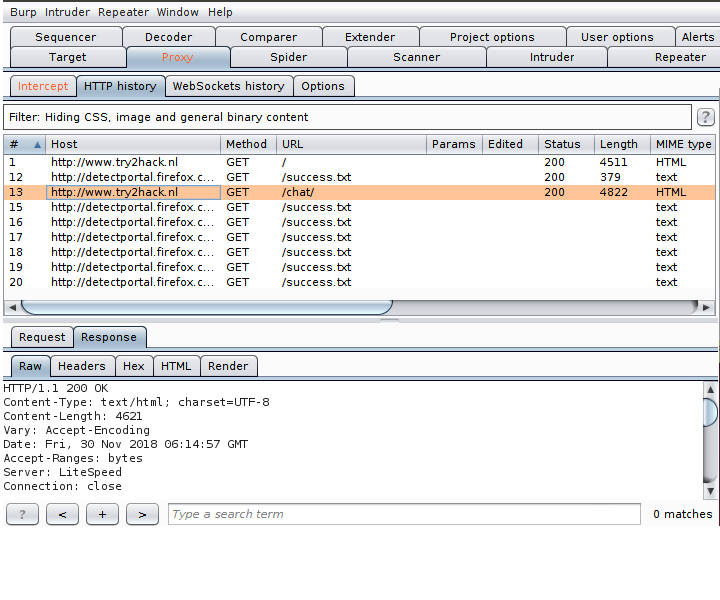 Burp Intruder Repeater Window Help
Sequencer Decoder Comparer Extender Project options User options Alerts
Target Proxy Spider Scanner Intruder Repeater
Intercept HTTP history WebSockets history Options
Filter: Hiding CSS, image and general binary content ?
# Host Method URL Params Edited Status Length MIME type
1 http://www.try2hack.nl GET / 200 4511 HTML
12 http://detectportal.firefox.c... GET /success.txt 200 379 text
13 http://www.try2hack.nl GET /chat/ 200 4822 HTML
15 http://detectportal.firefox.c... GET /success.txt text
16 http://detectportal.firefox.c... GET /success.txt text
17 http://detectportal.firefox.c... GET /success.txt text
18 http://detectportal.firefox.c... GET /success.txt text
19 http://detectportal.firefox.c... GET /success.txt text
20 http://detectportal.firefox.c... GET /success.txt text
Request Response
Raw Headers Hex HTML Render
HTTP/1.1 200 OK
Content-Type: text/html; charset=UTF-8
Content-Length: 4621
Vary: Accept-Encoding
Date: Fri, 30 Nov 2018 06:14:57 GMT
Accept-Ranges: bytes
Server: LiteSpeed
Connection: close
? < + > Type a search term 0 matches